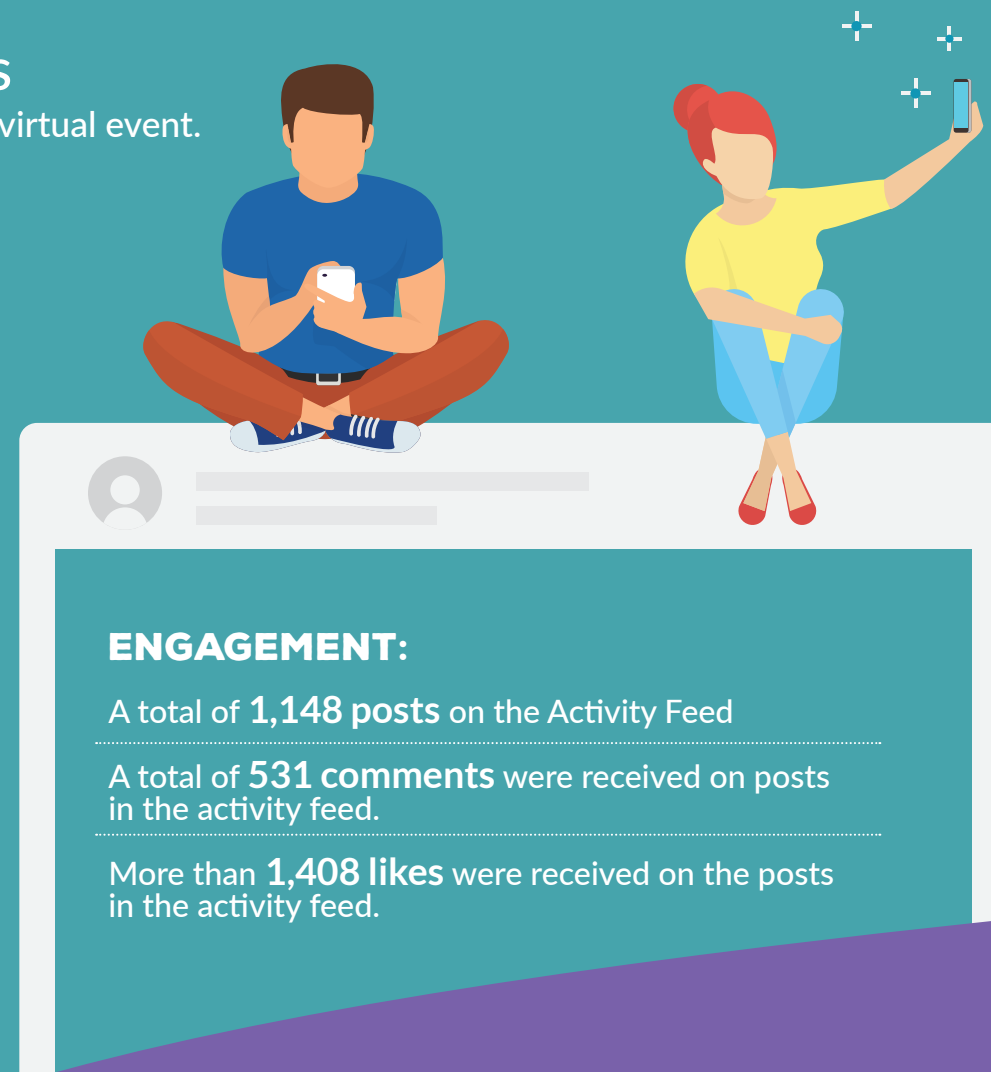 s
virtual event.
ENGAGEMENT:
A total of 1,148 posts on the Activity Feed
A total of 531 comments were received on posts
in the activity feed.
More than 1,408 likes were received on the posts
in the activity feed.